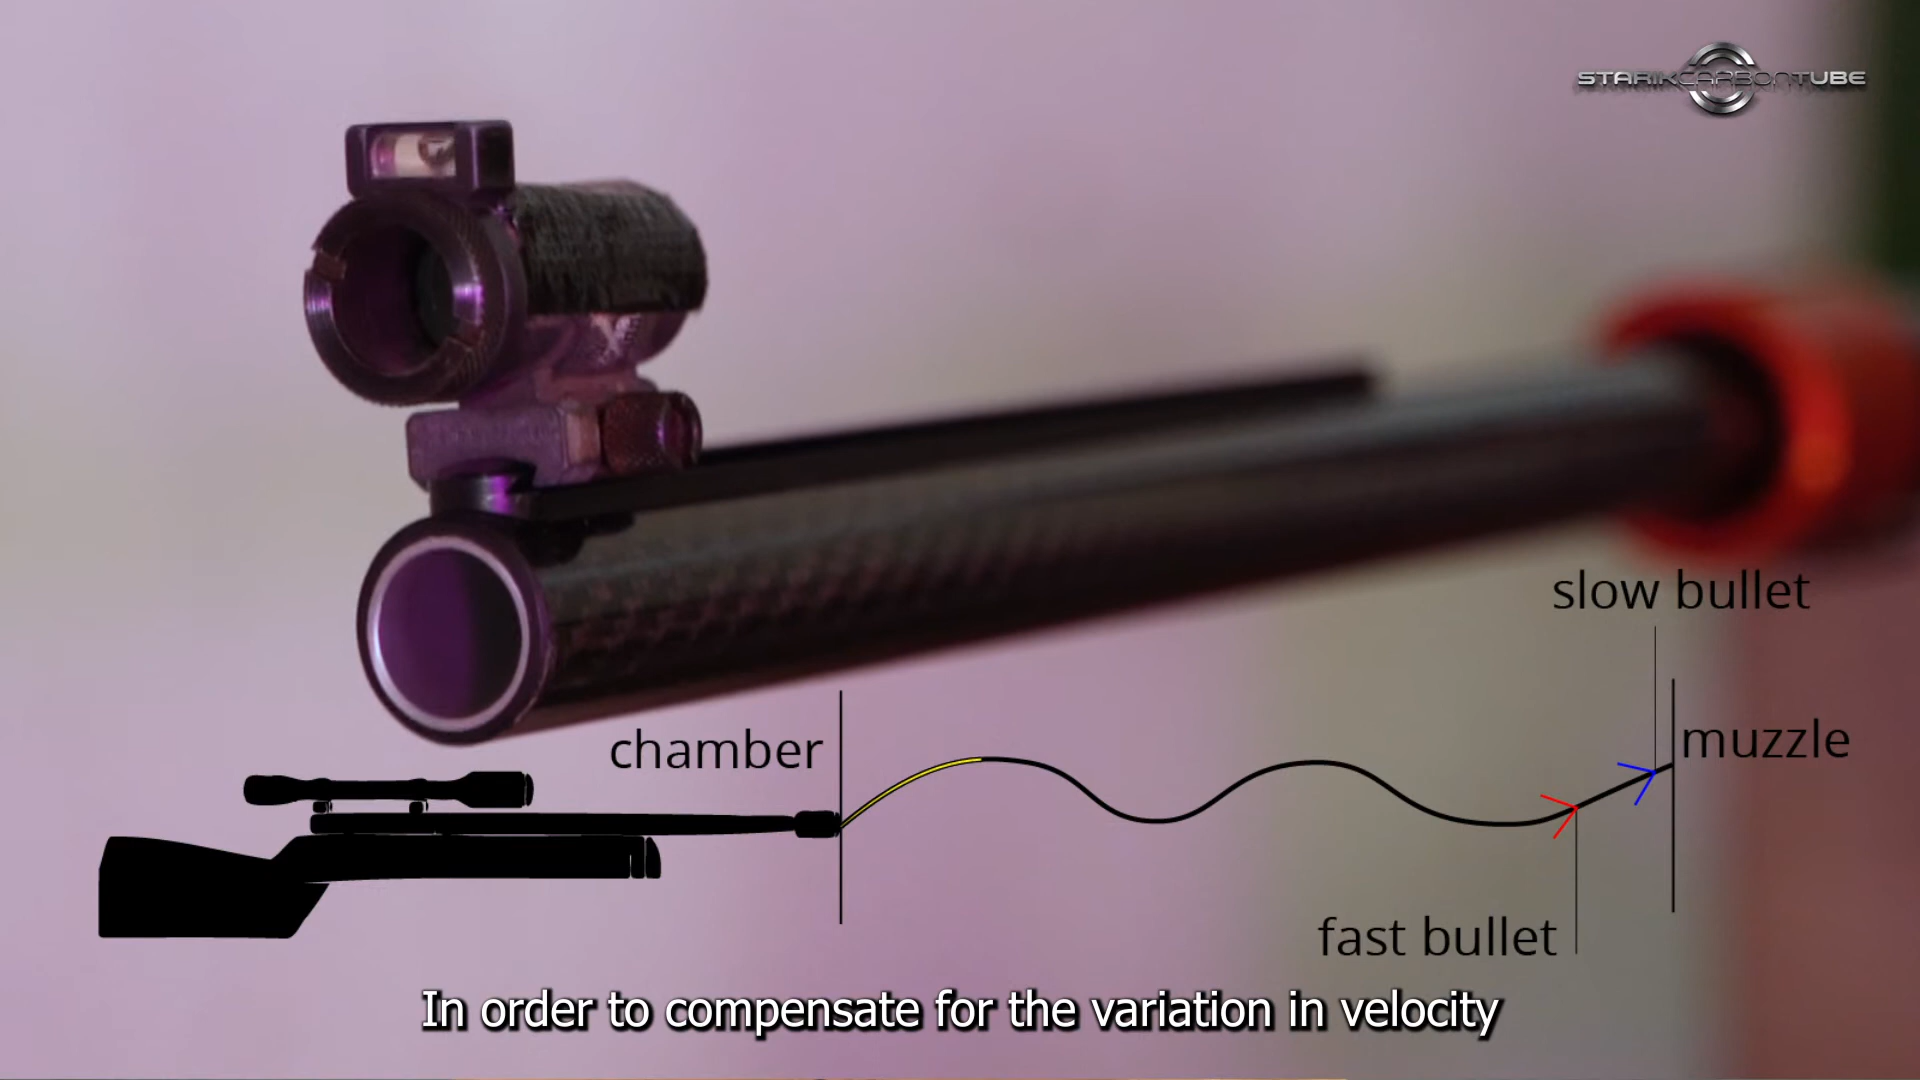 STARIKCARBONTUBE
slow bullet
chamber
muzzle
fast bullet
In order to compensate for the variation in velocity